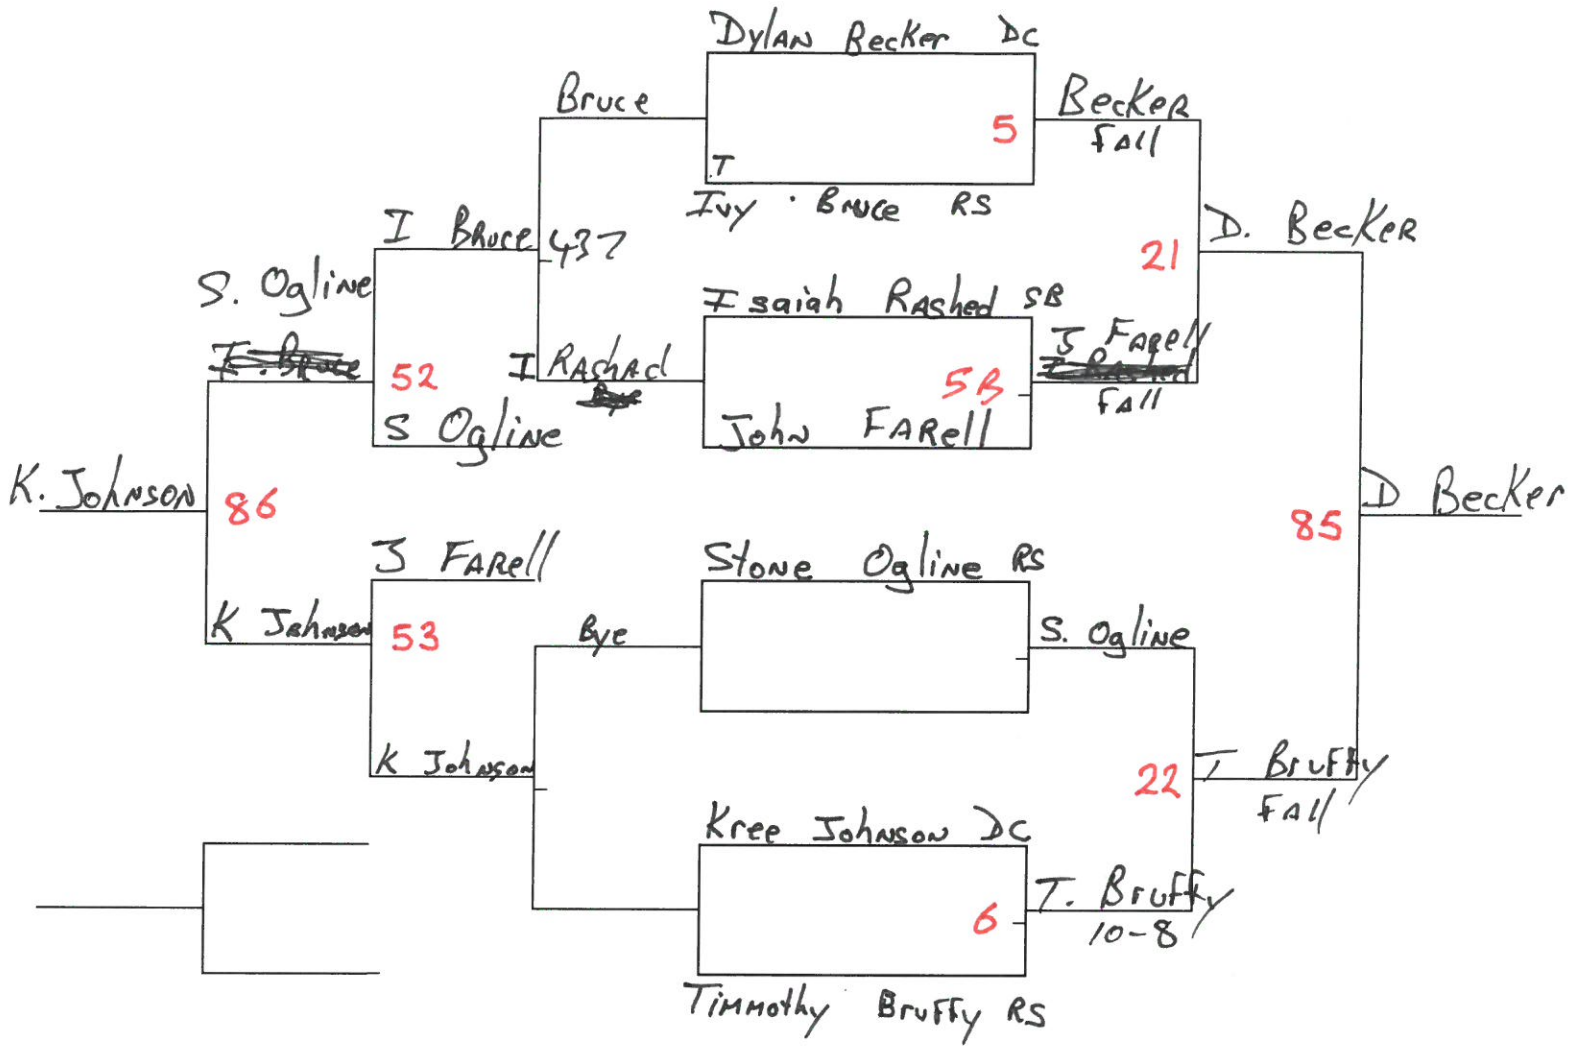 Dylan Becker DC
Bruce
5
Becker
Fall
T
Ivy Bruce RS
I Bruce
437
D. Becker
21
S. Ogline
Isaiah Rashed SB
J Farell
I. Bruce
52
I Rashad
Bye
5B
Fall
S Ogline
John Farell
K. Johnson
86
D Becker
85
J Farell
Stone Ogline RS
K Johnson
53
Bye
S. Ogline
K Johnson
22
T. Bruffy
Fall
Kree Johnson DC
6
T. Bruffy
10-8
Timmothy Bruffy RS